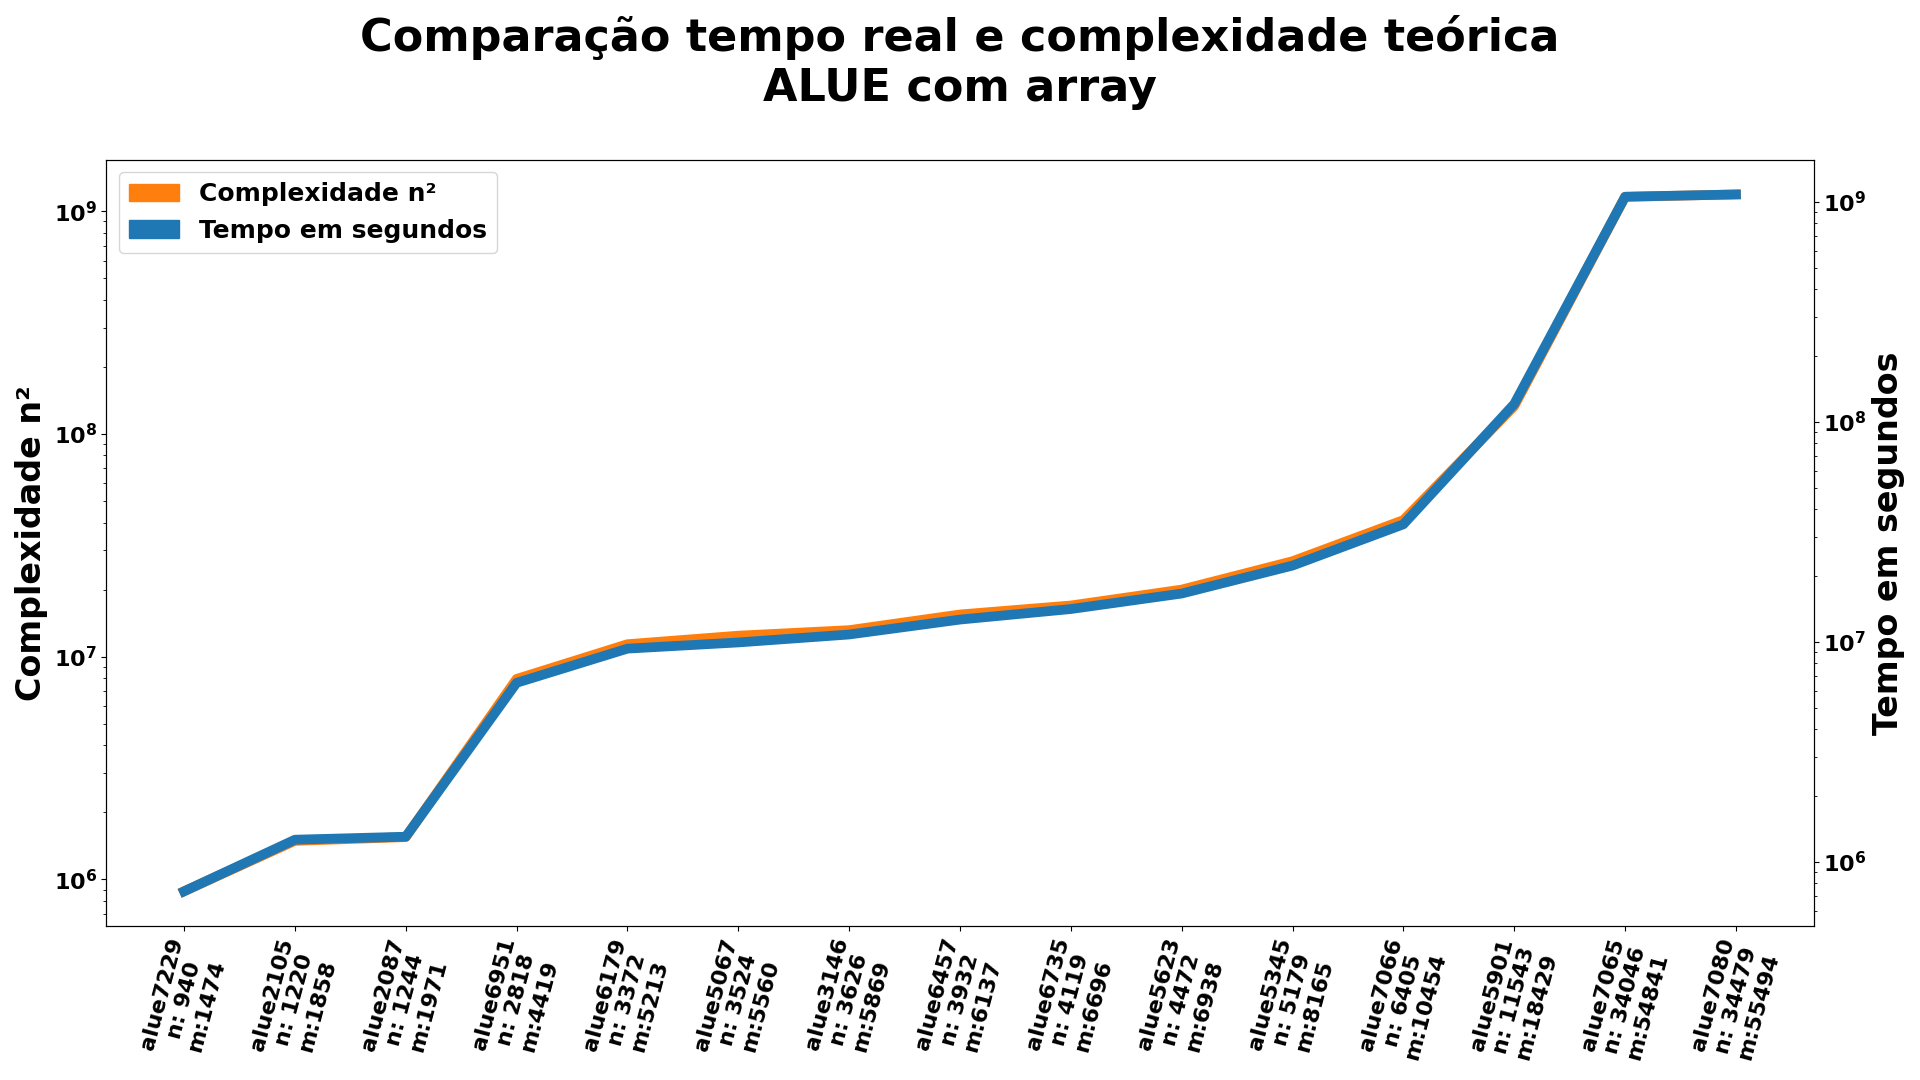 Comparação tempo real e complexidade teórica
ALUE com array
Complexidade n²
Tempo em segundos
Complexidade n²
10⁹
10⁸
10⁷
10⁶
10⁹
10⁸
10⁷
10⁶
Tempo em segundos
alue7229
n: 940
m:1474
alue2105
n: 1220
m:1858
alue2087
n: 1244
m:1971
alue6951
n: 2818
m:4419
alue6179
n: 3372
m:5213
alue5067
n: 3524
m:5560
alue3146
n: 3626
m:5869
alue6457
n: 3932
m:6137
alue6735
n: 4119
m:6696
alue5623
n: 4472
m:6938
alue5345
n: 5179
m:8165
alue7066
n: 6405
m:10454
alue5901
n: 11543
m:18429
alue7065
n: 34046
m:54841
alue7080
n: 34479
m:55494